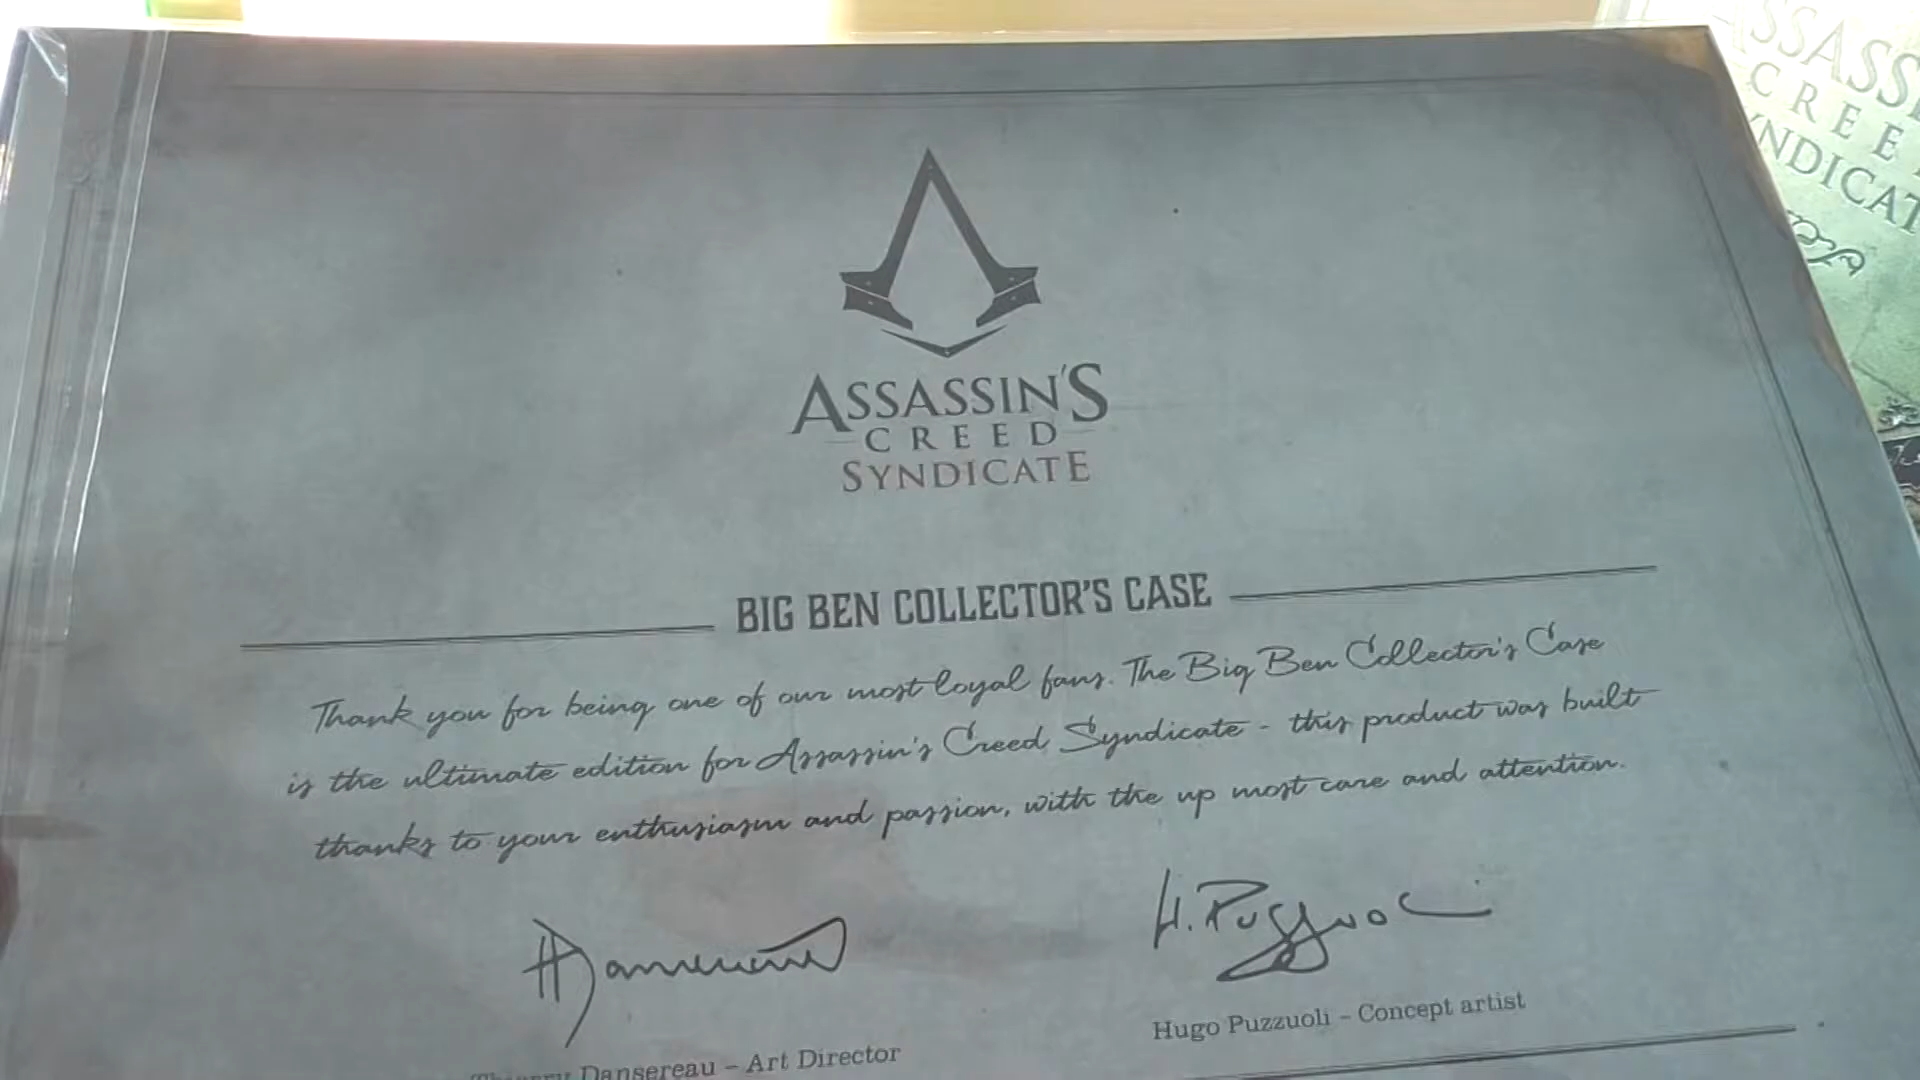 ASSASSIN'S
CREED
SYNDICATE
BIG BEN COLLECTOR'S CASE
Thank you for being one of our most loyal fans. The Big Ben Collector's Case
is the ultimate edition for Assassin's Creed Syndicate - this product was built
thanks to your enthusiasm and passion, with the up most care and attention.
H. Puzzuoli
Hugo Puzzuoli – Concept artist
Dansereau – Art Director
ASSASS
CREE
NDICAT